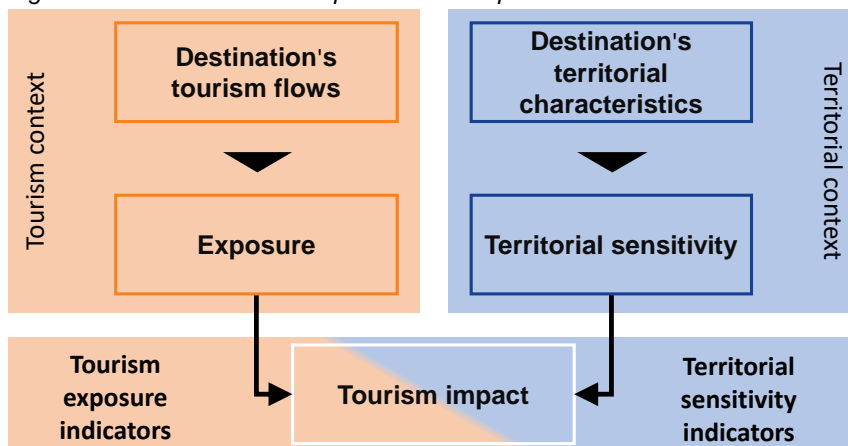 Tourism context
Destination's
tourism flows
Exposure
Destination's
territorial
characteristics
Territorial sensitivity
Territorial context
Tourism
exposure
indicators
Tourism impact
Territorial
sensitivity
indicators